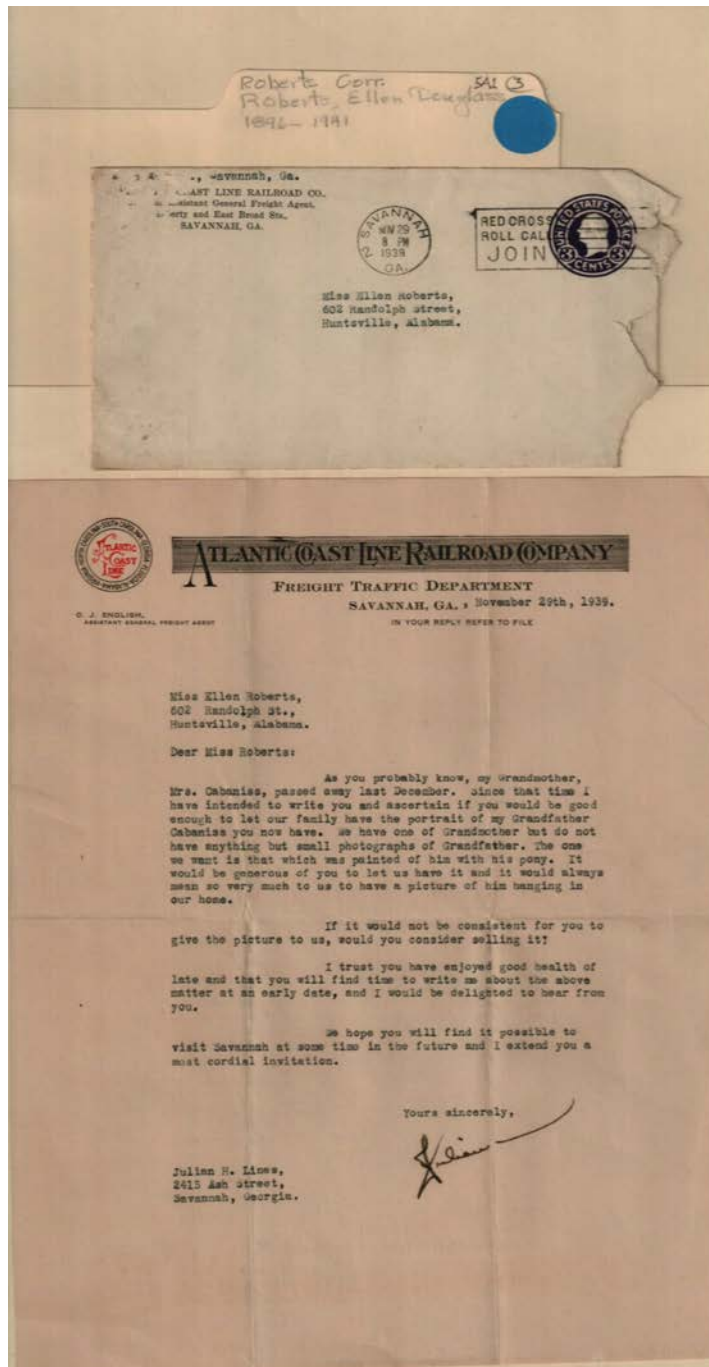 Roberts Corr. 5A1 C3
Roberts, Ellen Douglass
1896-1981
Savannah, Ga.
COAST LINE RAILROAD CO.,
Assistant General Freight Agent,
and East Broad Sts.,
SAVANNAH, GA.
SAVANNAH
NOV 29
8 PM
1939
GA.
RED CROSS
ROLL CALL
JOIN
UNITED STATES POSTAGE
3 CENTS 3
Miss Ellen Roberts,
602 Randolph Street,
Huntsville, Alabama.
ATLANTIC
COAST
LINE
ATLANTIC COAST LINE RAILROAD COMPANY
FREIGHT TRAFFIC DEPARTMENT
SAVANNAH, GA., November 29th, 1939.
O. J. ENGLISH,
ASSISTANT GENERAL FREIGHT AGENT
IN YOUR REPLY REFER TO FILE
Miss Ellen Roberts,
602 Randolph St.,
Huntsville, Alabama.
Dear Miss Roberts:
As you probably know, my Grandmother,
Mrs. Cabaniss, passed away last December. Since that time I
have intended to write you and ascertain if you would be good
enough to let our family have the portrait of my Grandfather
Cabaniss you now have. We have one of Grandmother but do not
have anything but small photographs of Grandfather. The one
we want is that which was painted of him with his pony. It
would be generous of you to let us have it and it would always
mean so very much to us to have a picture of him hanging in
our home.
If it would not be consistent for you to
give the picture to us, would you consider selling it?
I trust you have enjoyed good health of
late and that you will find time to write me about the above
matter at an early date, and I would be delighted to hear from
you.
We hope you will find it possible to
visit Savannah at some time in the future and I extend you a
most cordial invitation.
Yours sincerely,
Julian
Julian H. Lines,
2415 Ash Street,
Savannah, Georgia.